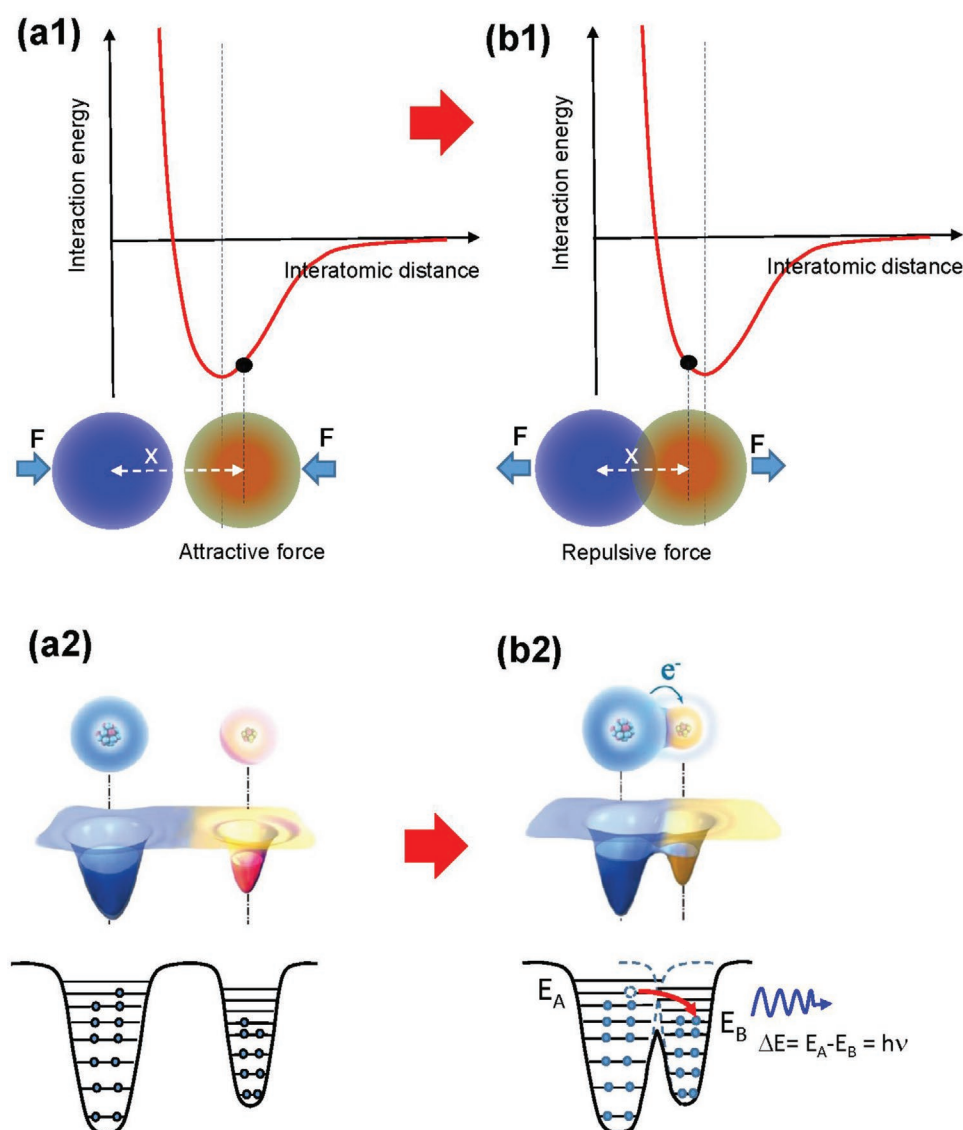 (a1)
Interaction energy
Interatomic distance
F
X
F
Attractive force
(b1)
Interaction energy
Interatomic distance
F
X
F
Repulsive force
(a2)
(b2)
e⁻
E_A
E_B
ΔE= E_A-E_B = hν